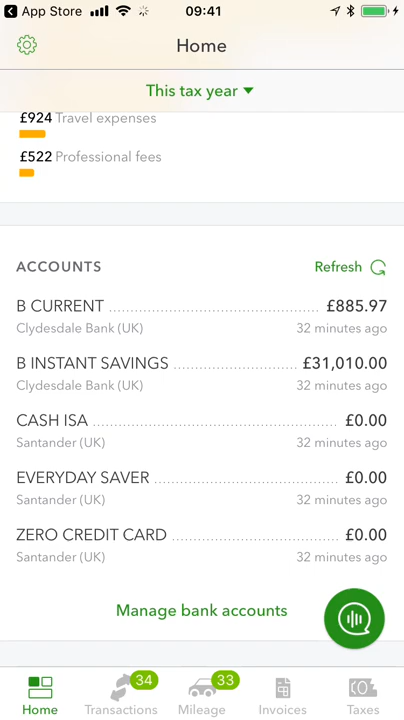 App Store 09:41
Home
This tax year
£924 Travel expenses
£522 Professional fees
ACCOUNTS Refresh
B CURRENT £885.97
Clydesdale Bank (UK) 32 minutes ago
B INSTANT SAVINGS £31,010.00
Clydesdale Bank (UK) 32 minutes ago
CASH ISA £0.00
Santander (UK) 32 minutes ago
EVERYDAY SAVER £0.00
Santander (UK) 32 minutes ago
ZERO CREDIT CARD £0.00
Santander (UK) 32 minutes ago
Manage bank accounts
34 33
Home Transactions Mileage Invoices Taxes